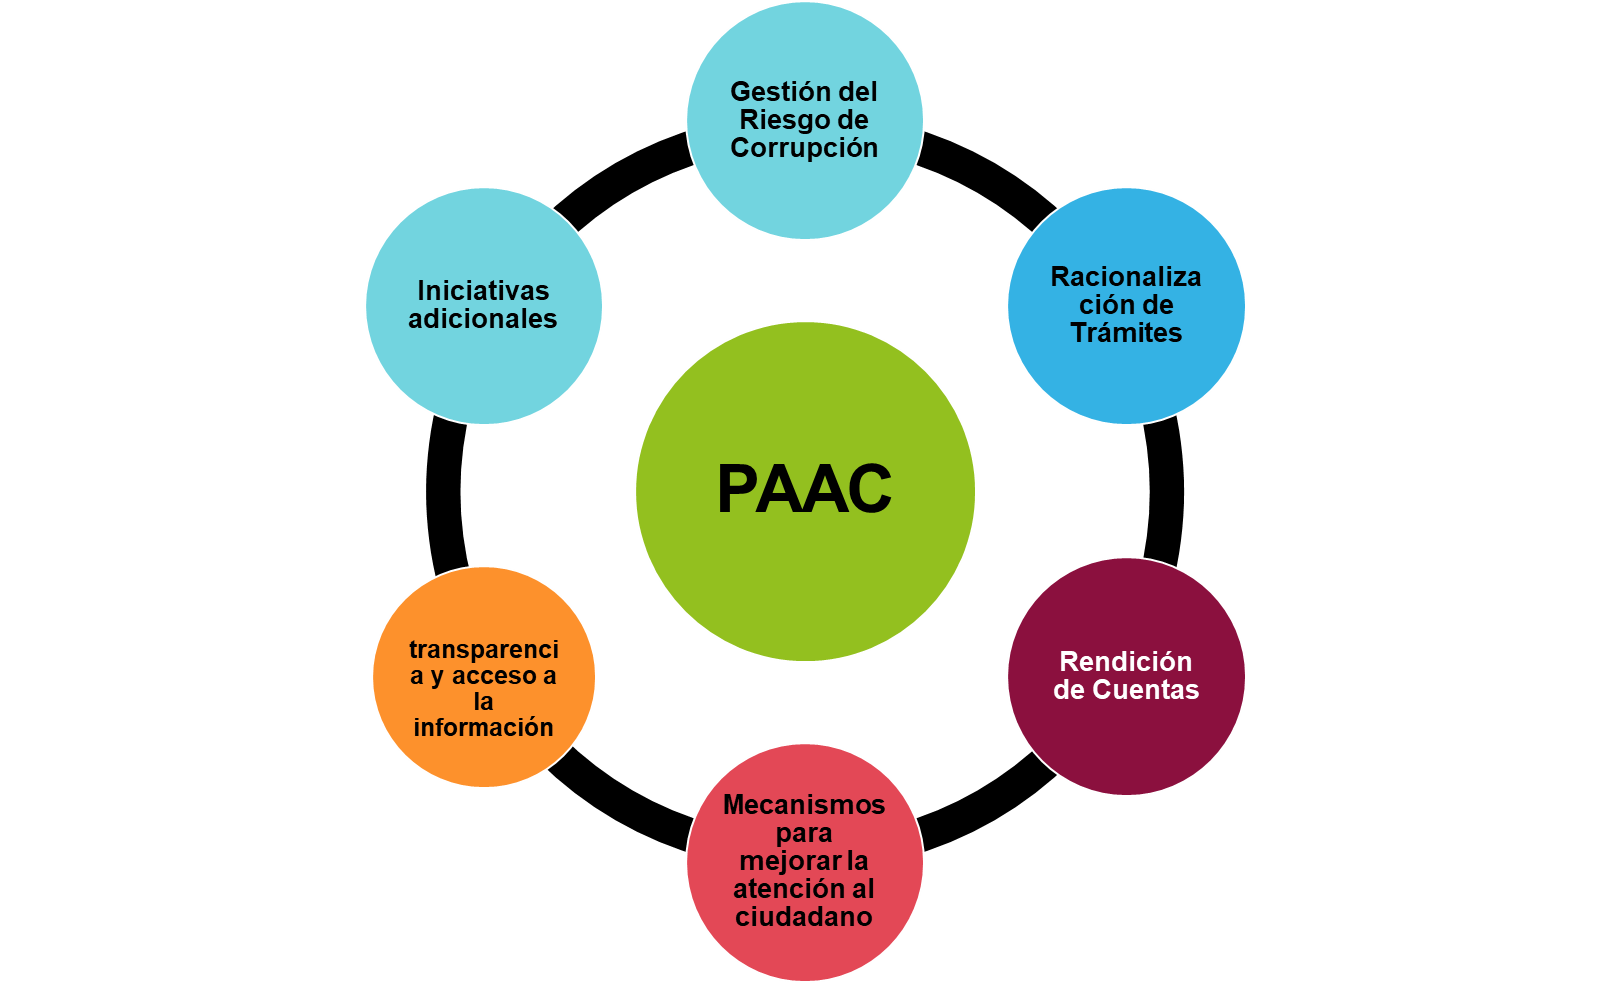 Gestión del
Riesgo de
Corrupción
Racionaliza
ción de
Trámites
Rendición
de Cuentas
Mecanismos
para
mejorar la
atención al
ciudadano
transparenci
a y acceso a
la
información
Iniciativas
adicionales
PAAC